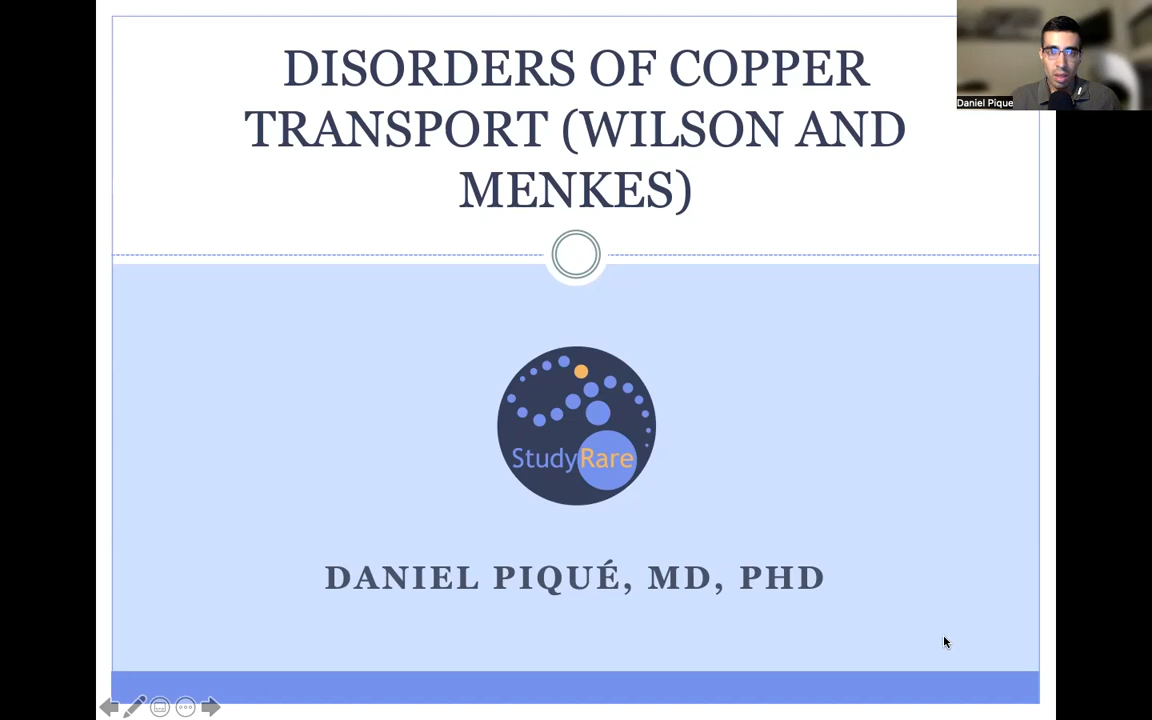 DISORDERS OF COPPER
TRANSPORT (WILSON AND
MENKES)
Daniel Pique
StudyRare
DANIEL PIQUÉ, MD, PHD